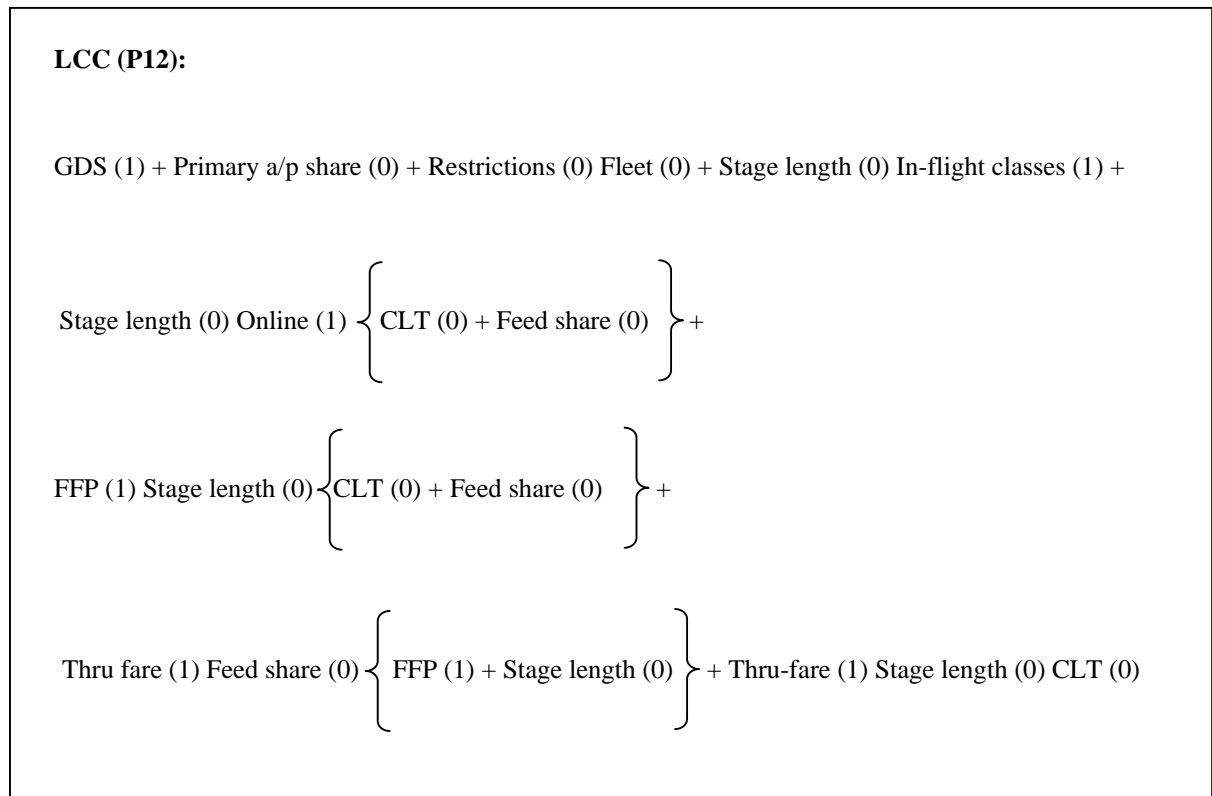 LCC (P12):
GDS (1) + Primary a/p share (0) + Restrictions (0) Fleet (0) + Stage length (0) In-flight classes (1) +
Stage length (0) Online (1) { CLT (0) + Feed share (0) } +
FFP (1) Stage length (0) { CLT (0) + Feed share (0) } +
Thru fare (1) Feed share (0) { FFP (1) + Stage length (0) } + Thru-fare (1) Stage length (0) CLT (0)